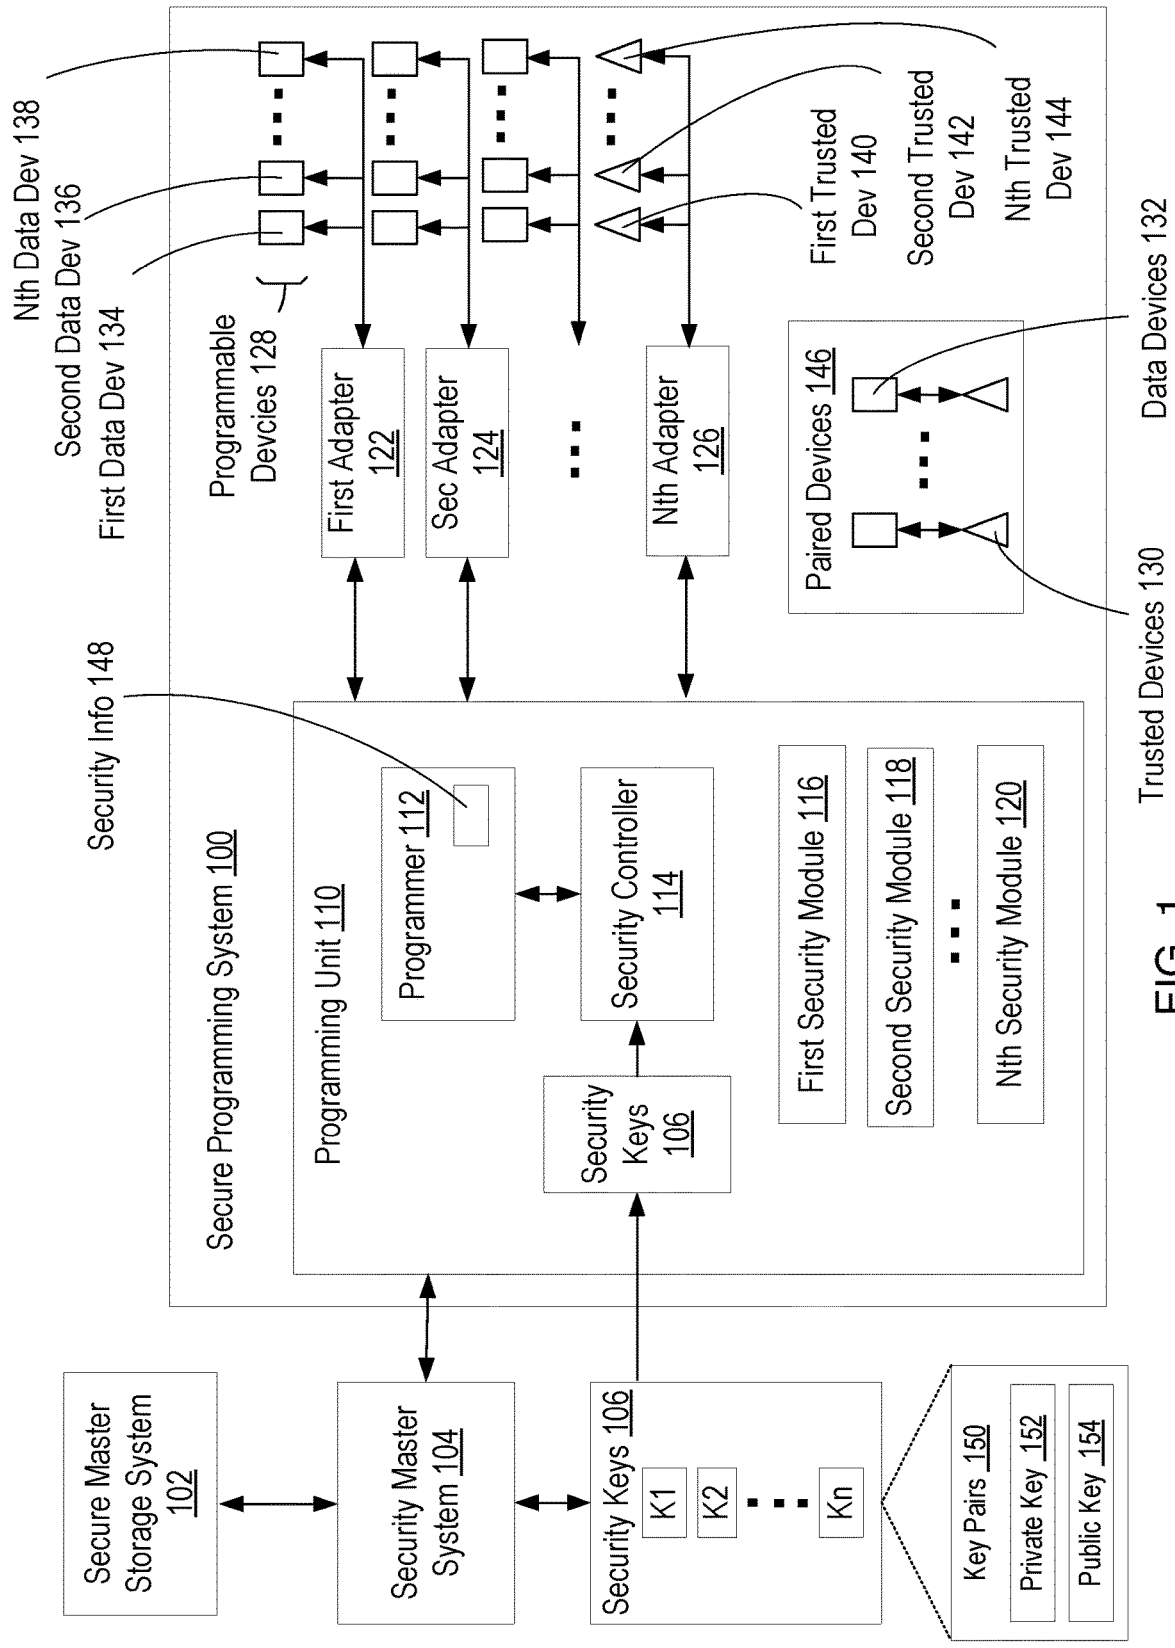 Secure Master
Storage System
102
Security Master
System 104
Security Keys 106
K1
K2
Kn
Key Pairs 150
Private Key 152
Public Key 154
Secure Programming System 100
Programming Unit 110
Security
Keys
106
Programmer 112
Security Info 148
Security Controller
114
First Security Module 116
Second Security Module 118
Nth Security Module 120
First Adapter
122
Sec Adapter
124
Nth Adapter
126
Programmable
Devcies 128
Nth Data Dev 138
Second Data Dev 136
First Data Dev 134
First Trusted
Dev 140
Second Trusted
Dev 142
Nth Trusted
Dev 144
Paired Devices 146
Trusted Devices 130
Data Devices 132
FIG. 1